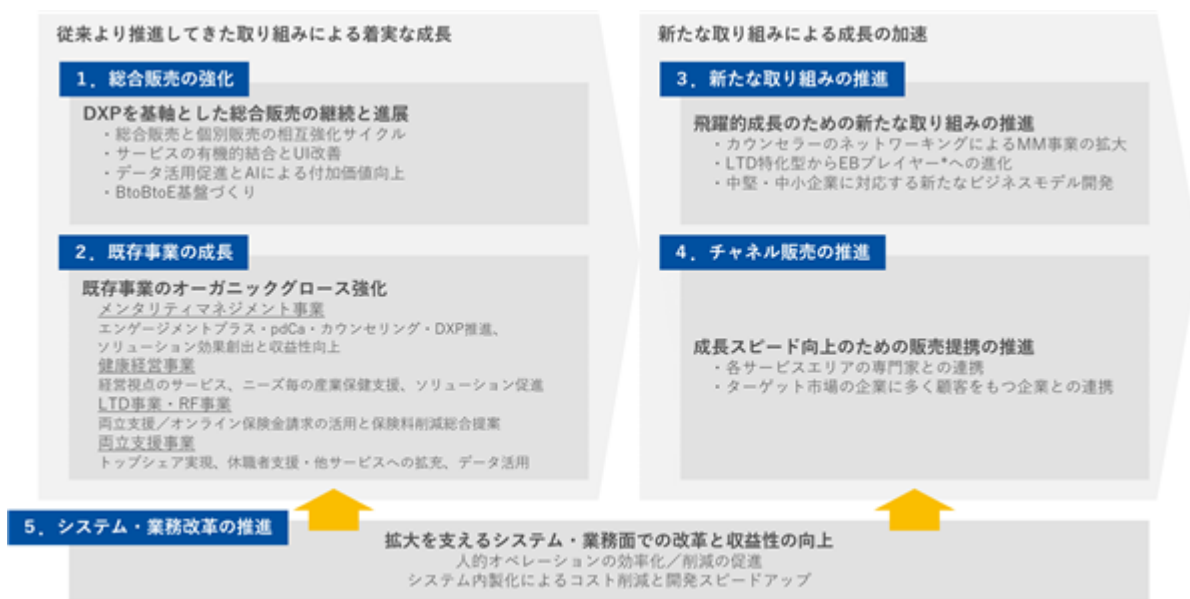 従来より推進してきた取り組みによる着実な成長
1．総合販売の強化
DXPを基軸とした総合販売の継続と進展
・総合販売と個別販売の相互強化サイクル
・サービスの有機的結合とUI改善
・データ活用促進とAIによる付加価値向上
・BtoBtoE基盤づくり
2．既存事業の成長
既存事業のオーガニックグロース強化
メンタリティマネジメント事業
エンゲージメントプラス・pdCa・カウンセリング・DXP推進、
ソリューション効果創出と収益性向上
健康経営事業
経営視点のサービス、ニーズ毎の産業保健支援、ソリューション促進
LTD事業・RF事業
両立支援／オンライン保険金請求の活用と保険料削減総合提案
両立支援事業
トップシェア実現、休職者支援・他サービスへの拡充、データ活用
新たな取り組みによる成長の加速
3．新たな取り組みの推進
飛躍的成長のための新たな取り組みの推進
・カウンセラーのネットワーキングによるMM事業の拡大
・LTD特化型からEBプレイヤー*への進化
・中堅・中小企業に対応する新たなビジネスモデル開発
4．チャネル販売の推進
成長スピード向上のための販売提携の推進
・各サービスエリアの専門家との連携
・ターゲット市場の企業に多く顧客をもつ企業との連携
5．システム・業務改革の推進
拡大を支えるシステム・業務面での改革と収益性の向上
人的オペレーションの効率化／削減の促進
システム内製化によるコスト削減と開発スピードアップ